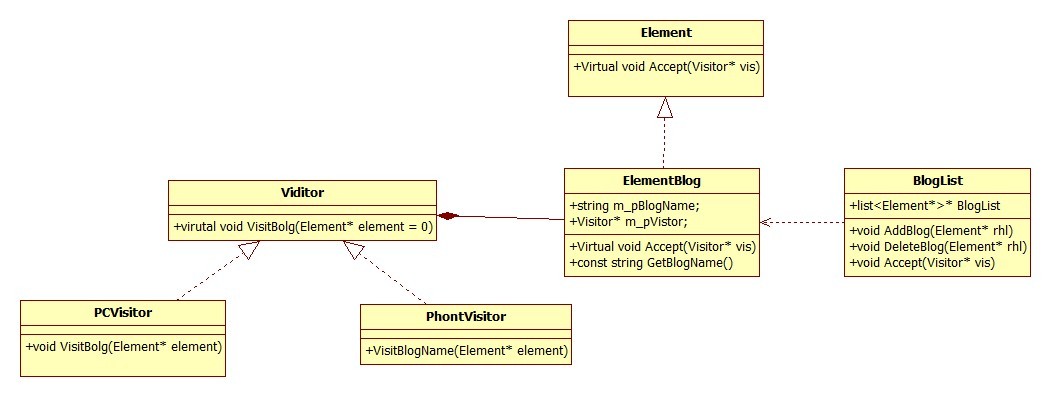 Element
+Virtual void Accept(Visitor* vis)
Viditor
+virutal void VisitBolg(Element* element = 0)
ElementBlog
+string m_pBlogName;
+Visitor* m_pVistor;
+Virtual void Accept(Visitor* vis)
+const string GetBlogName()
BlogList
+list<Element*>* BlogList
+void AddBlog(Element* rhl)
+void DeleteBlog(Element* rhl)
+void Accept(Visitor* vis)
PCVisitor
+void VisitBolg(Element* element)
PhontVisitor
+VisitBlogName(Element* element)